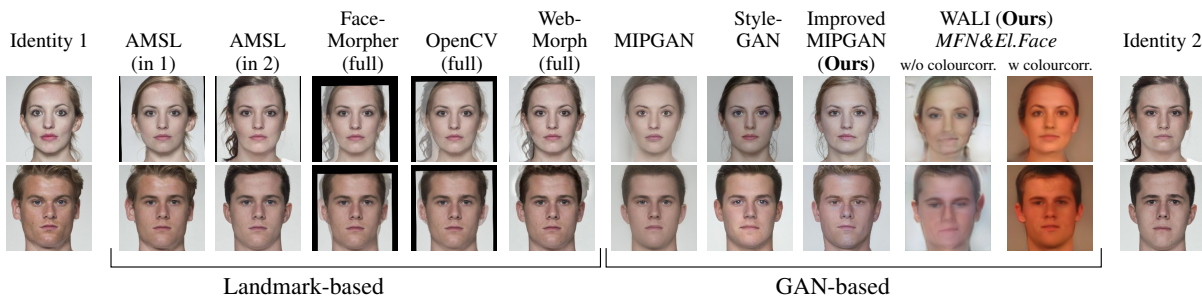 Identity 1
AMSL
(in 1)
AMSL
(in 2)
Face-
Morpher
(full)
OpenCV
(full)
Web-
Morph
(full)
MIPGAN
Style-
GAN
Improved
MIPGAN
(Ours)
WALI (Ours)
MFN&El.Face
w/o colourcorr.
w colourcorr.
Identity 2
Landmark-based
GAN-based